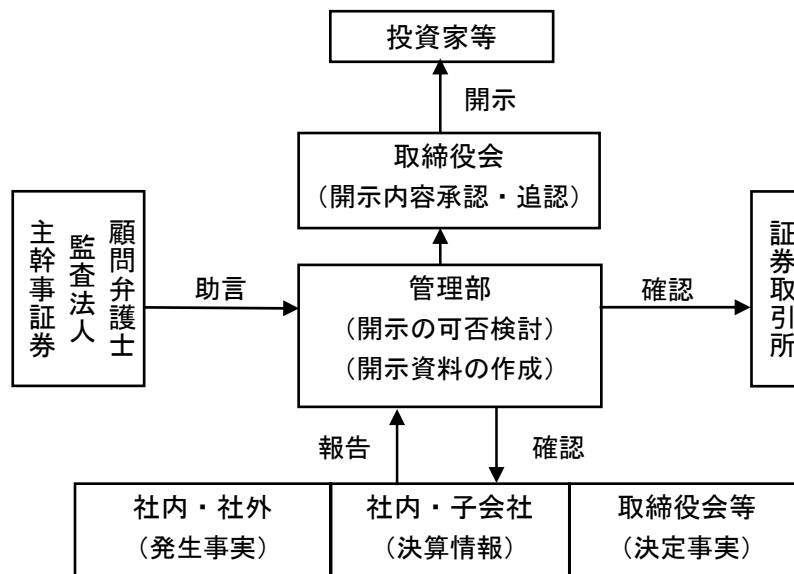 投資家等
開示
取締役会
（開示内容承認・追認）
顧問弁護士
監査法人
主幹事証券
助言
管理部
（開示の可否検討）
（開示資料の作成）
確認
証券取引所
報告
確認
社内・社外
（発生事実）
社内・子会社
（決算情報）
取締役会等
（決定事実）